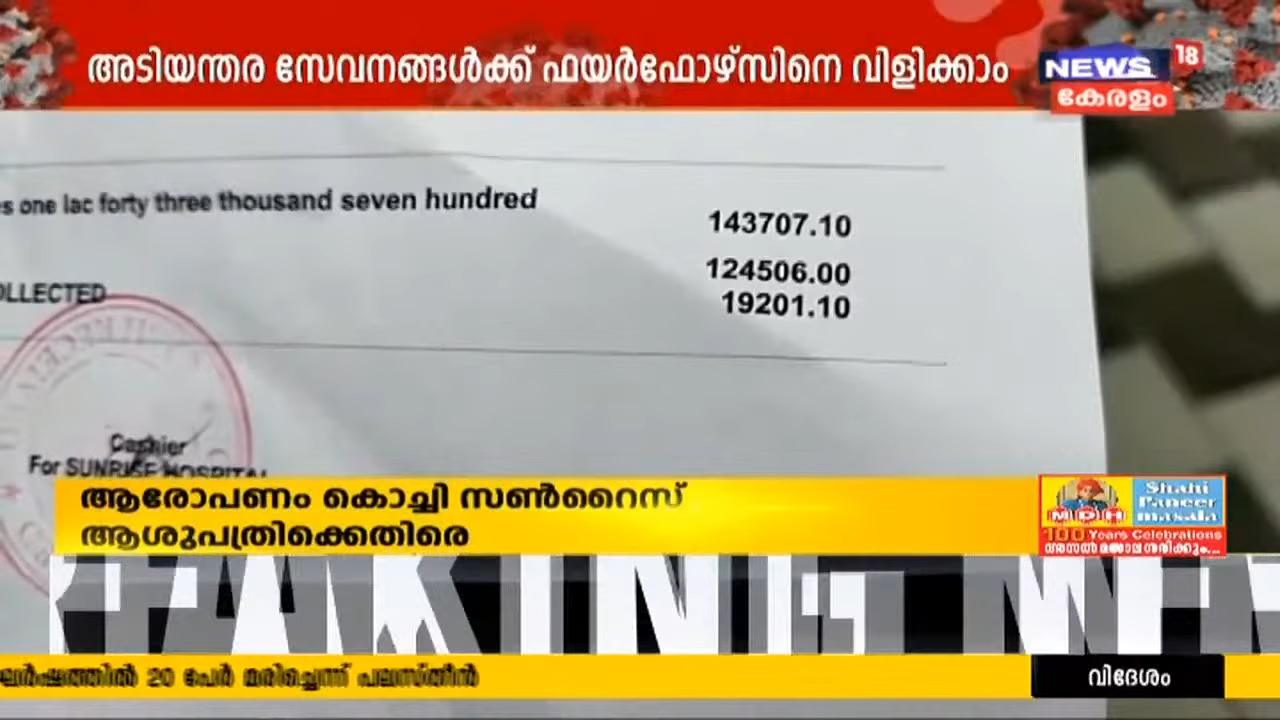 അടിയന്തര സേവനങ്ങൾക്ക് ഫയർഫോഴ്സിനെ വിളിക്കാം
NEWS 18
കേരളം
one lac forty three thousand seven hundred
143707.10
124506.00
19201.10
Cashier
For SUNRISE HOSPITAL
ആരോപണം കൊച്ചി സൺറൈസ്
ആശുപത്രിക്കെതിരെ
MDH
Shahi
Paneer
masala
100 Years Celebrations
20 പേർ മരിച്ചെന്ന് പലസ്തീൻ
വിദേശം